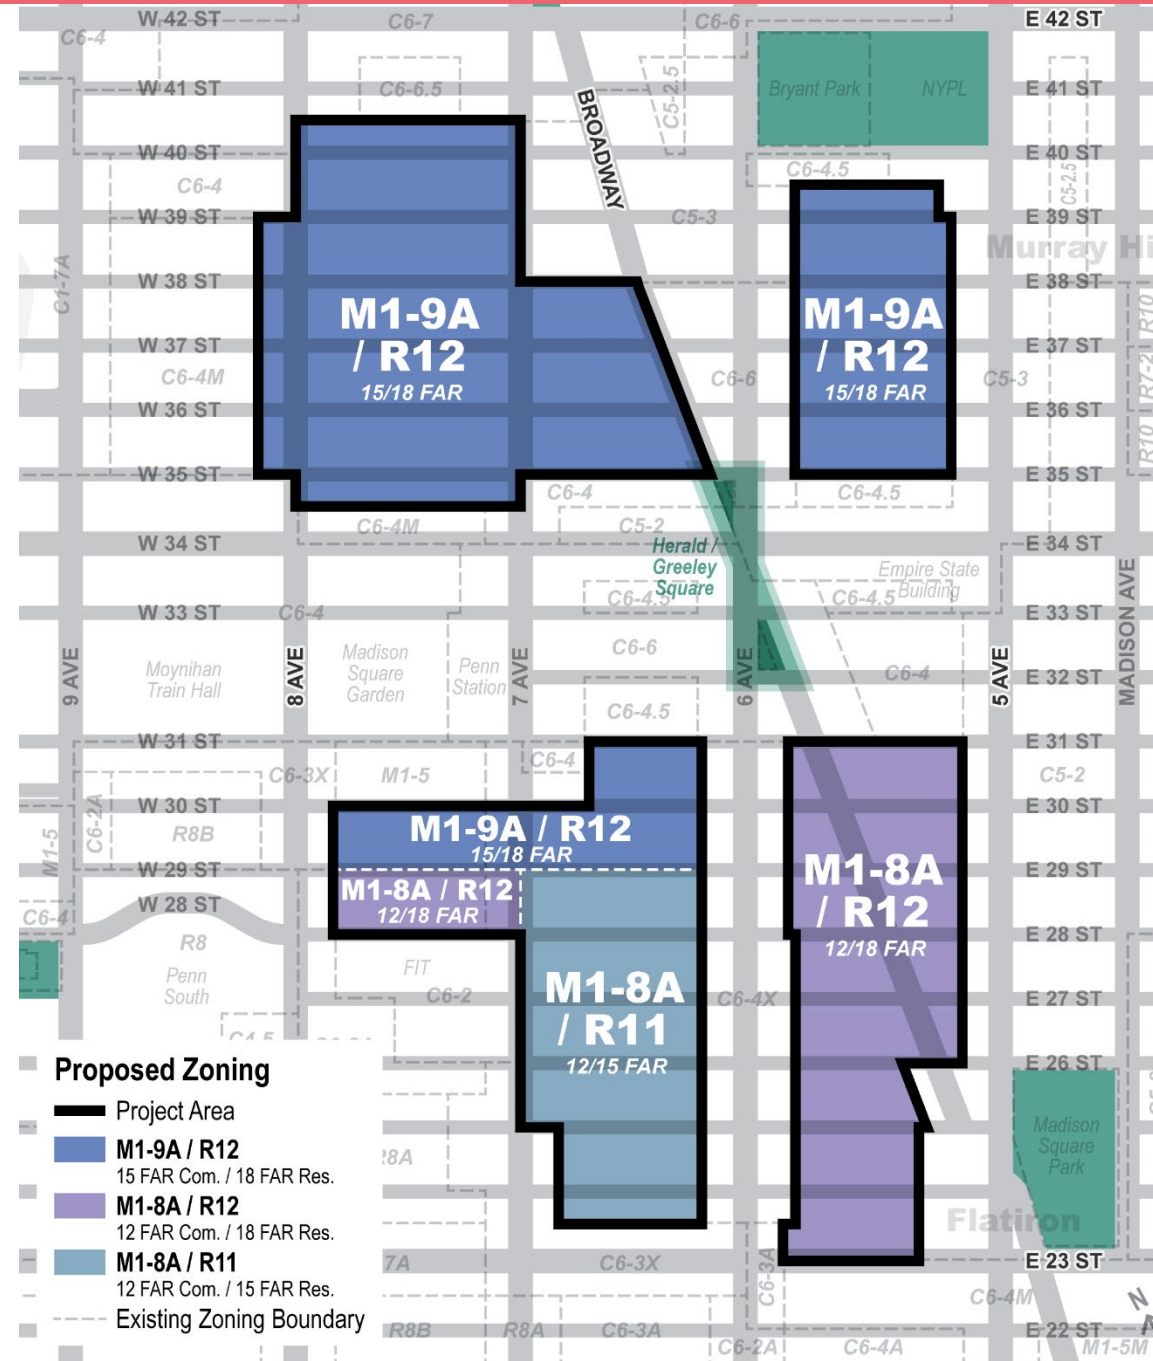 W 42 ST
C6-7
C6-6
E 42 ST
C6-4
W 41 ST
C6-6.5
BROADWAY
C5-2.5
Bryant Park
NYPL
E 41 ST
W 40 ST
C6-4.5
E 40 ST
C6-4
C5-2.5
W 39 ST
C5-3
E 39 ST
Murray Hi
C1-7A
W 38 ST
E 38 ST
M1-9A
/ R12
15/18 FAR
M1-9A
/ R12
15/18 FAR
R10
W 37 ST
E 37 ST
C6-4M
C6-6
C5-3
R7-2
W 36 ST
E 36 ST
R10
W 35 ST
E 35 ST
C6-4
C6-4.5
C6-4M
C5-2
W 34 ST
E 34 ST
Herald /
Greeley
Square
Empire State
Building
C6-4.5
C6-4.5
W 33 ST
C6-4
E 33 ST
MADISON AVE
9 AVE
Moynihan
Train Hall
8 AVE
Madison
Square
Garden
Penn
Station
7 AVE
C6-6
6 AVE
C6-4
5 AVE
E 32 ST
C6-4.5
W 31 ST
E 31 ST
C6-4
C6-3X
M1-5
C5-2
W 30 ST
E 30 ST
C6-2A
R8B
M1-5
M1-9A / R12
15/18 FAR
W 29 ST
E 29 ST
M1-8A / R12
12/18 FAR
M1-8A
/ R12
12/18 FAR
W 28 ST
C6-4
E 28 ST
R8
FIT
Penn
South
C6-2
M1-8A
/ R11
12/15 FAR
C6-4X
E 27 ST
C4.5
E 26 ST
Proposed Zoning
Project Area
M1-9A / R12
15 FAR Com. / 18 FAR Res.
M1-8A / R12
12 FAR Com. / 18 FAR Res.
M1-8A / R11
12 FAR Com. / 15 FAR Res.
Existing Zoning Boundary
Madison
Square
Park
R8A
Flatiron
7A
C6-3X
C6-3A
E 23 ST
C6-4M
N
R8B
R8A
C6-3A
C6-2A
C6-4A
E 22 ST
M1-5M